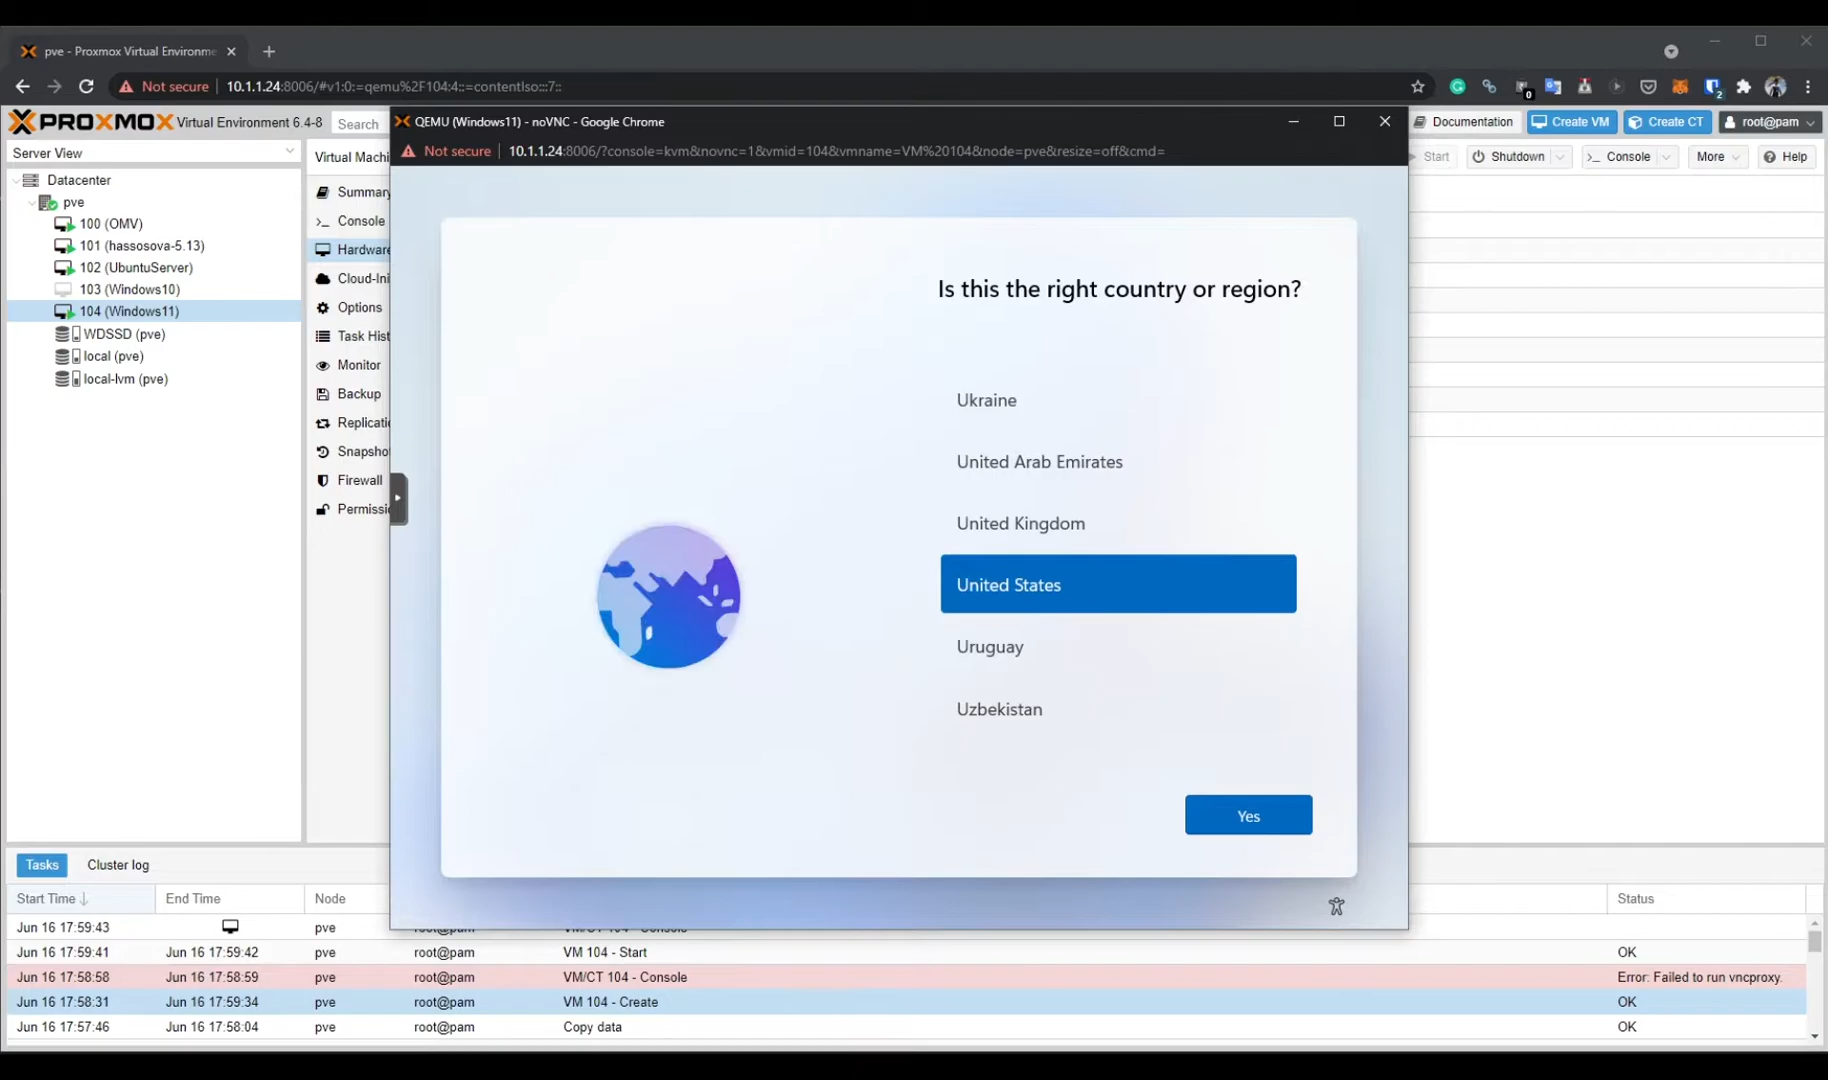 pve - Proxmox Virtual Environme
Not secure
10.1.1.24:8006/#v1:0:=qemu%2F104:4::=contentIso:::7::
0
2
PROXMOX Virtual Environment 6.4-8
Search
Documentation
Create VM
Create CT
root@pam
QEMU (Windows11) - noVNC - Google Chrome
Not secure
10.1.1.24:8006/?console=kvm&novnc=1&vmid=104&vmname=VM%20104&node=pve&resize=off&cmd=
Server View
Virtual Machi
Start
Shutdown
Console
More
Help
Datacenter
pve
100 (OMV)
101 (hassosova-5.13)
102 (UbuntuServer)
103 (Windows10)
104 (Windows11)
WDSSD (pve)
local (pve)
local-lvm (pve)
Summary
Console
Hardware
Cloud-Ini
Options
Task Hist
Monitor
Backup
Replicati
Snapsho
Firewall
Permissi
Is this the right country or region?
Ukraine
United Arab Emirates
United Kingdom
United States
Uruguay
Uzbekistan
Yes
Tasks
Cluster log
Start Time
End Time
Node
Status
Jun 16 17:59:43 pve root@pam VM/CT 104 - Console
Jun 16 17:59:41 Jun 16 17:59:42 pve root@pam VM 104 - Start OK
Jun 16 17:58:58 Jun 16 17:58:59 pve root@pam VM/CT 104 - Console Error: Failed to run vncproxy.
Jun 16 17:58:31 Jun 16 17:59:34 pve root@pam VM 104 - Create OK
Jun 16 17:57:46 Jun 16 17:58:04 pve root@pam Copy data OK